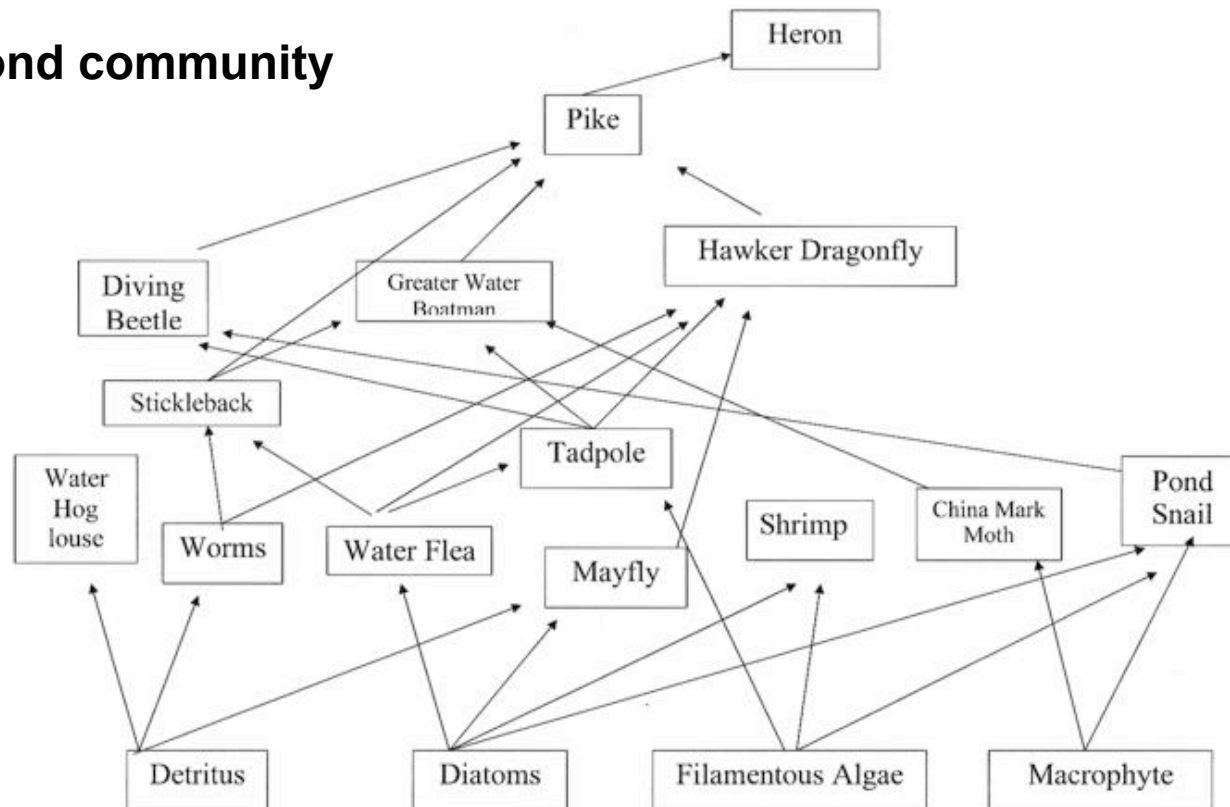 ond community
Heron
Pike
Hawker Dragonfly
Diving
Beetle
Greater Water
Boatman
Stickleback
Tadpole
Water
Hog
louse
Worms
Water Flea
Mayfly
Shrimp
China Mark
Moth
Pond
Snail
Detritus
Diatoms
Filamentous Algae
Macrophyte